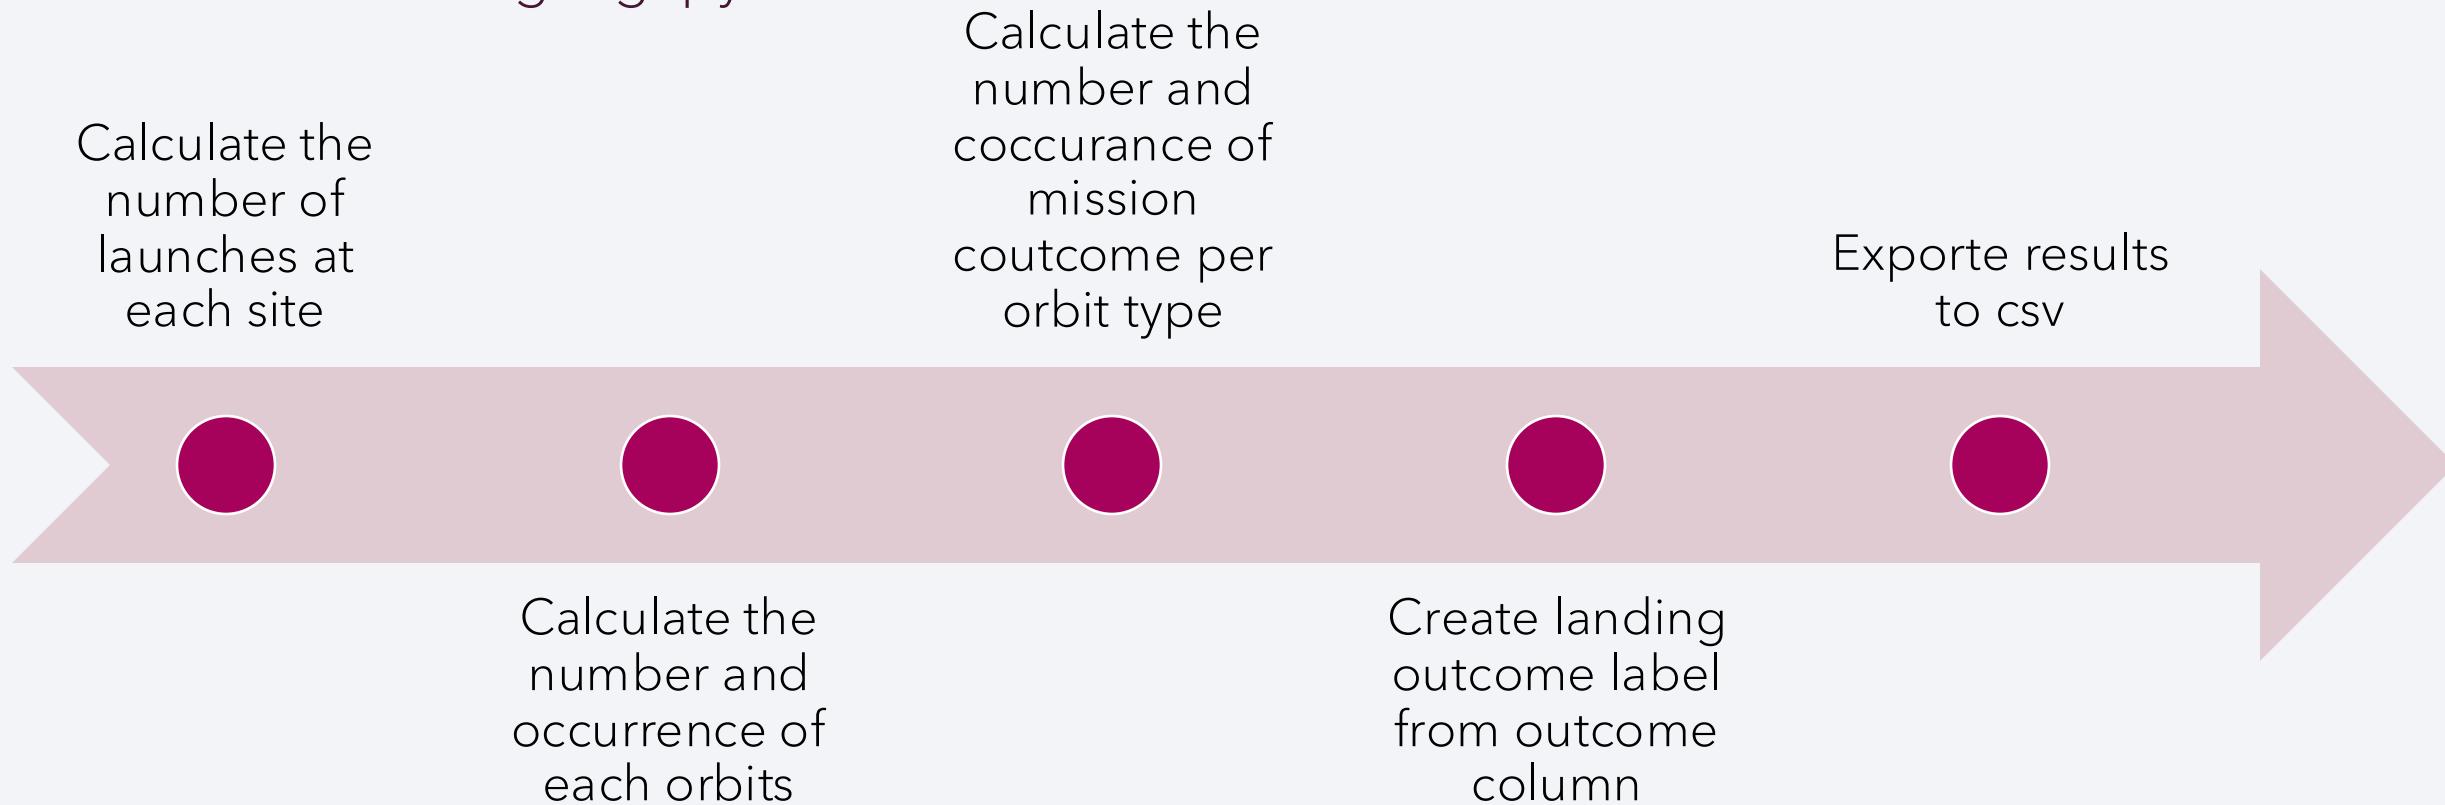 Calculate the
number of
launches at
each site
Calculate the
number and
occurrence of
each orbits
Calculate the
number and
coccurance of
mission
coutcome per
orbit type
Create landing
outcome label
from outcome
column
Exporte results
to csv